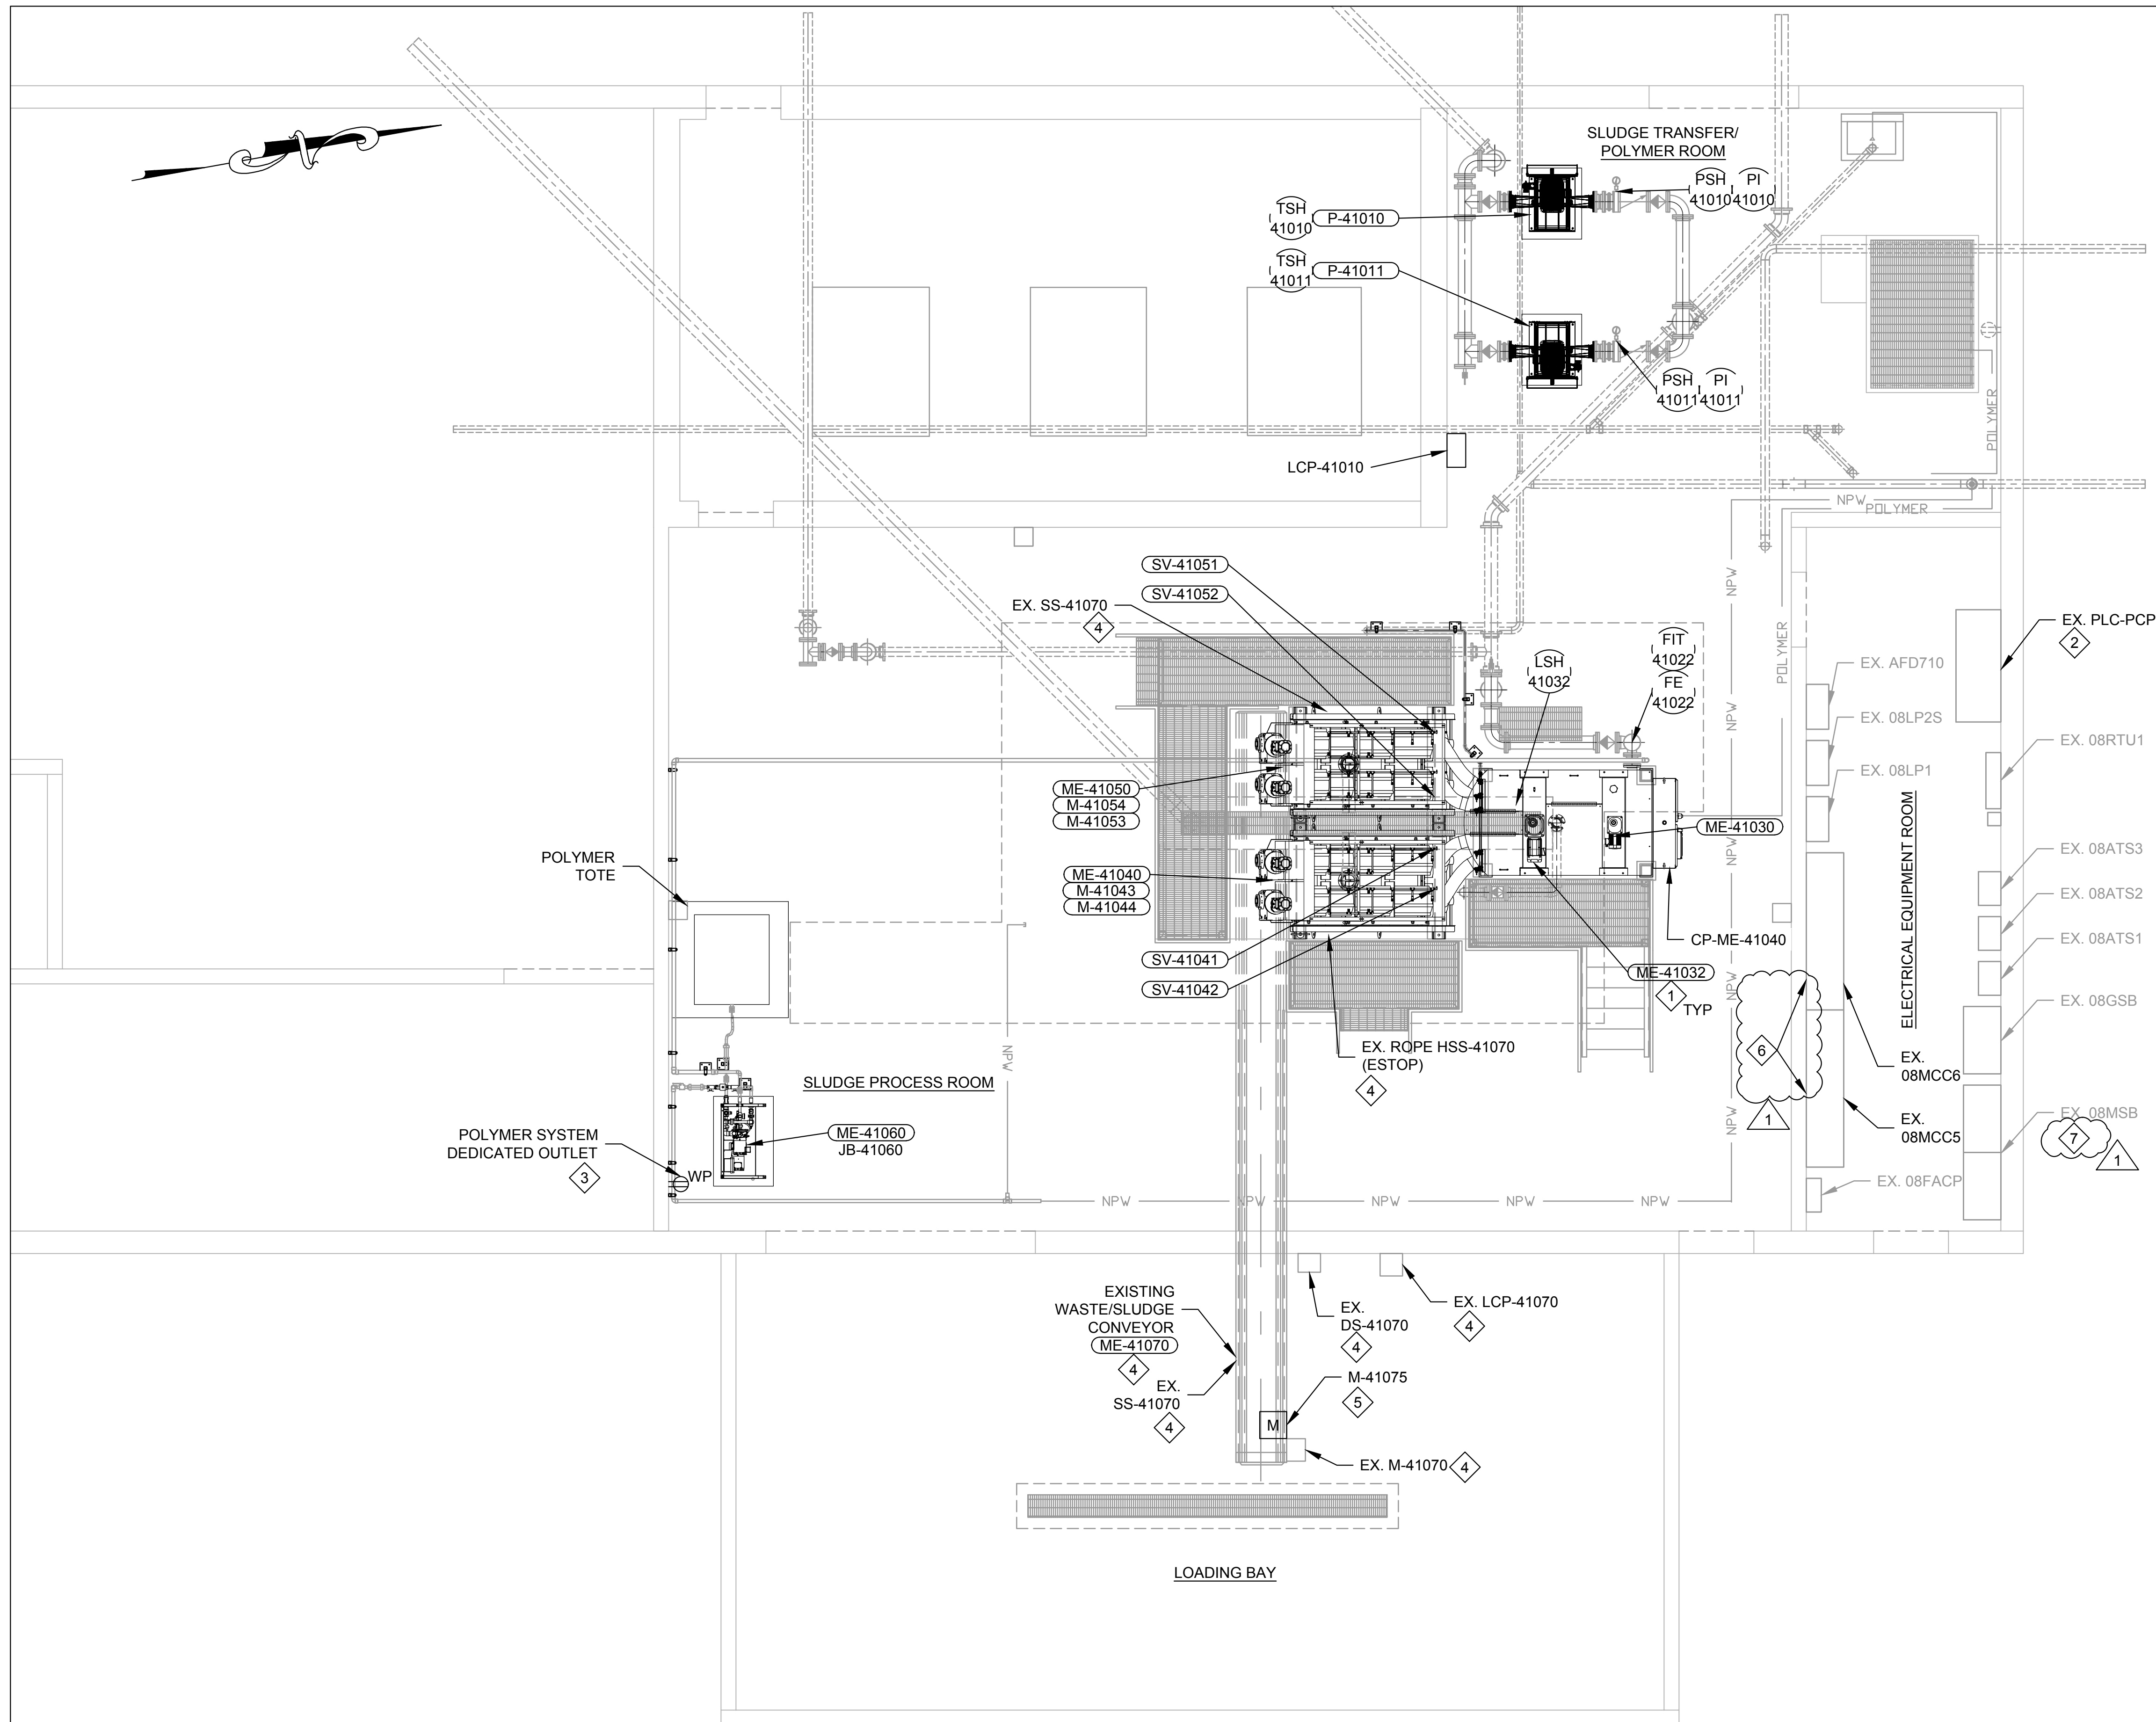 SLUDGE TRANSFER/
POLYMER ROOM
PSH
41010
PI
41010
TSH
41010
P-41010
TSH
41011
P-41011
PSH
41011
PI
41011
POLYMER
LCP-41010
NPW
POLYMER
SV-41051
SV-41052
EX. SS-41070
4
NPW
POLYMER
EX. PLC-PCP
2
FIT
41022
FE
41022
LSH
41032
EX. AFD710
EX. 08LP2S
EX. 08RTU1
EX. 08LP1
NPW
ME-41050
M-41054
M-41053
ME-41030
ELECTRICAL EQUIPMENT ROOM
POLYMER
TOTE
ME-41040
M-41043
M-41044
NPW
EX. 08ATS3
EX. 08ATS2
EX. 08ATS1
CP-ME-41040
SV-41041
SV-41042
ME-41032
1
TYP
NPW
EX. 08GSB
NPW
EX. ROPE HSS-41070
(ESTOP)
4
6
1
EX.
08MCC6
SLUDGE PROCESS ROOM
NPW
EX.
08MCC5
EX. 08MSB
7
1
ME-41060
JB-41060
POLYMER SYSTEM
DEDICATED OUTLET
3
WP
EX. 08FACP
NPW
NPW
NPW
NPW
NPW
EXISTING
WASTE/SLUDGE
CONVEYOR
ME-41070
4
EX.
DS-41070
4
EX. LCP-41070
4
EX.
SS-41070
4
M-41075
5
M
EX. M-41070
4
LOADING BAY